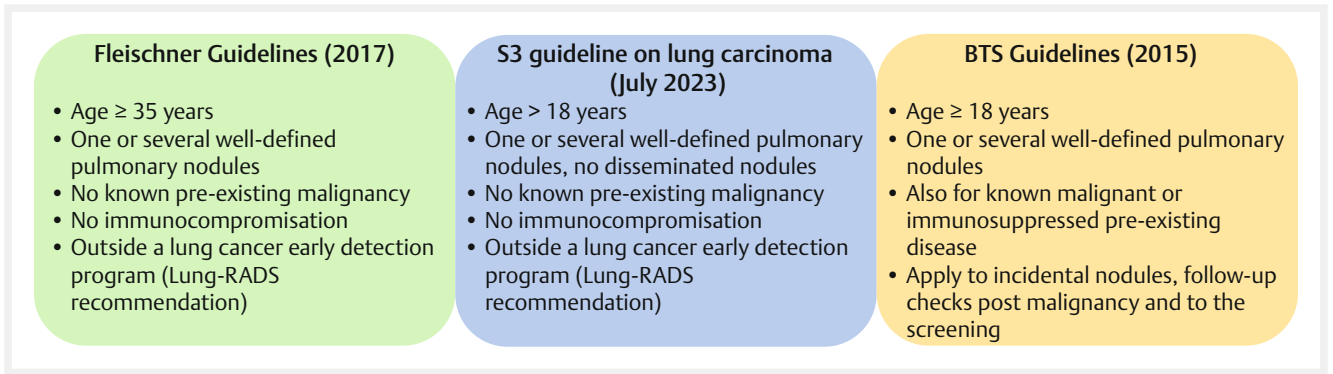 Fleischner Guidelines (2017)
• Age ≥ 35 years
• One or several well-defined
pulmonary nodules
• No known pre-existing malignancy
• No immunocompromisation
• Outside a lung cancer early detection
program (Lung-RADS
recommendation)
S3 guideline on lung carcinoma
(July 2023)
• Age > 18 years
• One or several well-defined pulmonary
nodules, no disseminated nodules
• No known pre-existing malignancy
• No immunocompromisation
• Outside a lung cancer early detection
program (Lung-RADS
recommendation)
BTS Guidelines (2015)
• Age ≥ 18 years
• One or several well-defined pulmonary
nodules
• Also for known malignant or
immunosuppressed pre-existing
disease
• Apply to incidental nodules, follow-up
checks post malignancy and to the
screening